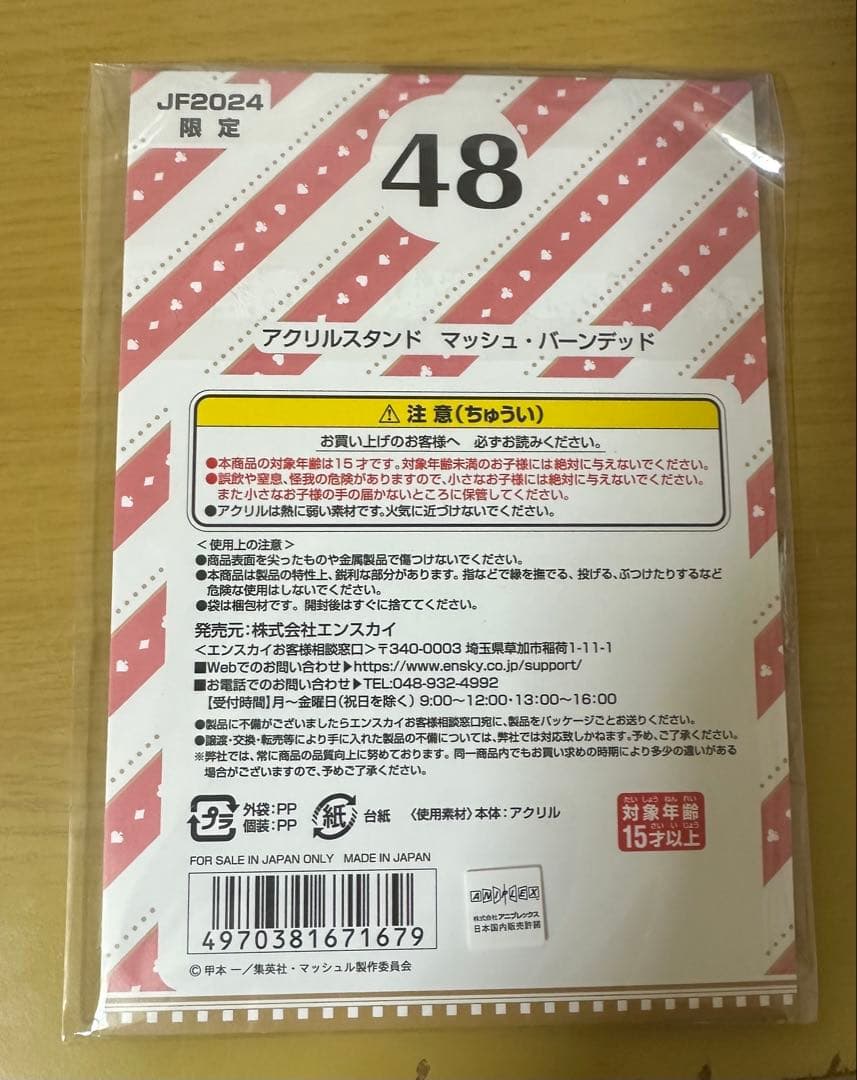 JF2024
限定
48
アクリルスタンド マッシュ・バーンデッド
⚠ 注意(ちゅうい)
お買い上げのお客様へ 必ずお読みください。
●本商品の対象年齢は15才です。対象年齢未満のお子様には絶対に与えないでください。
●誤飲や窒息、怪我の危険がありますので、小さなお子様には絶対に与えないでください。
また小さなお子様の手の届かないところに保管してください。
●アクリルは熱に弱い素材です。火気に近づけないでください。
<使用上の注意>
●商品表面を尖ったものや金属製品で傷つけないでください。
●本商品は製品の特性上、鋭利な部分があります。指などで縁を撫でる、投げる、ぶつけたりするなど
危険な使用はしないでください。
●袋は梱包材です。開封後はすぐに捨ててください。
発売元:株式会社エンスカイ
<エンスカイお客様相談窓口>〒340-0003 埼玉県草加市稲荷1-11-1
■Webでのお問い合わせ▶https://www.ensky.co.jp/support/
■お電話でのお問い合わせ▶TEL:048-932-4992
【受付時間】月～金曜日(祝日を除く) 9:00～12:00・13:00～16:00
●製品に不備がございましたらエンスカイお客様相談窓口宛に、製品をパッケージごとお送りください。
●譲渡・交換・転売等により手に入れた製品の不備については、弊社では対応致しかねます。予め、ご了承ください。
※弊社では、常に商品の品質向上に努めております。同一商品内でもお買い求めの時期により多少の違いがある
場合がございますので、予めご了承ください。
プラ 外袋:PP
個装:PP
紙 台紙 〈使用素材〉本体:アクリル
たいしょうねんれい
対象年齢
さいいじょう
15才以上
FOR SALE IN JAPAN ONLY MADE IN JAPAN
4970381671679
ANIPLEX
株式会社アニプレックス
日本国内販売許諾
©甲本 一／集英社・マッシュル製作委員会